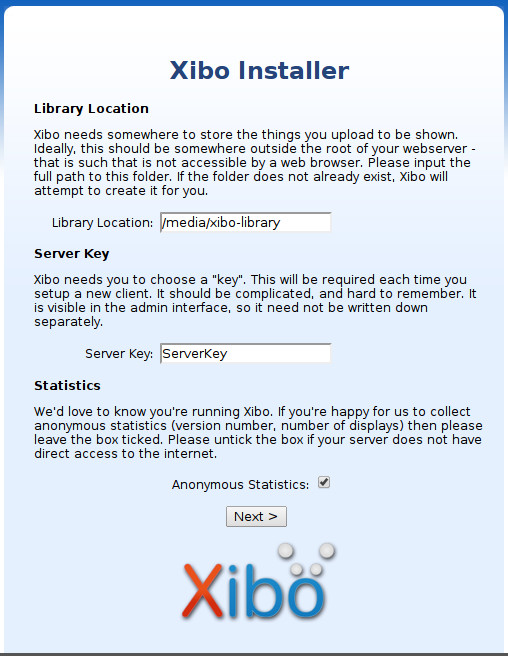 Xibo Installer
Library Location
Xibo needs somewhere to store the things you upload to be shown.
Ideally, this should be somewhere outside the root of your webserver -
that is such that is not accessible by a web browser. Please input the
full path to this folder. If the folder does not already exist, Xibo will
attempt to create it for you.
Library Location: /media/xibo-library
Server Key
Xibo needs you to choose a "key". This will be required each time you
setup a new client. It should be complicated, and hard to remember. It
is visible in the admin interface, so it need not be written down
separately.
Server Key: ServerKey
Statistics
We'd love to know you're running Xibo. If you're happy for us to collect
anonymous statistics (version number, number of displays) then please
leave the box ticked. Please untick the box if your server does not have
direct access to the internet.
Anonymous Statistics:
Next >
Xibo